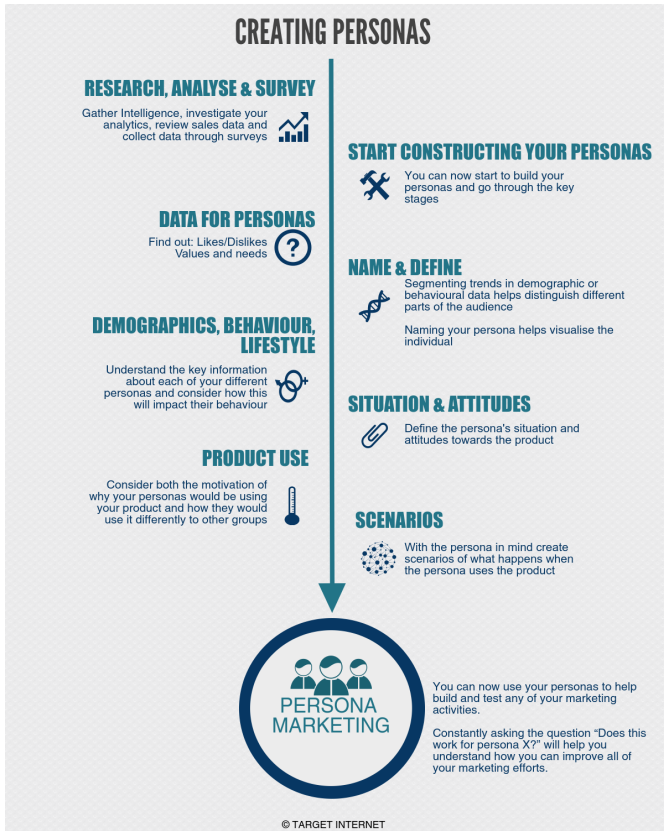 CREATING PERSONAS
RESEARCH, ANALYSE & SURVEY
Gather Intelligence, investigate your
analytics, review sales data and
collect data through surveys
START CONSTRUCTING YOUR PERSONAS
You can now start to build your
personas and go through the key
stages
DATA FOR PERSONAS
Find out: Likes/Dislikes
Values and needs
?
NAME & DEFINE
Segmenting trends in demographic or
behavioural data helps distinguish different
parts of the audience
Naming your persona helps visualise the
individual
DEMOGRAPHICS, BEHAVIOUR,
LIFESTYLE
Understand the key information
about each of your different
personas and consider how this
will impact their behaviour
SITUATION & ATTITUDES
Define the persona's situation and
attitudes towards the product
PRODUCT USE
Consider both the motivation of
why your personas would be using
your product and how they would
use it differently to other groups
SCENARIOS
With the persona in mind create
scenarios of what happens when
the persona uses the product
PERSONA
MARKETING
You can now use your personas to help
build and test any of your marketing
activities.
Constantly asking the question “Does this
work for persona X?” will help you
understand how you can improve all of
your marketing efforts.
© TARGET INTERNET